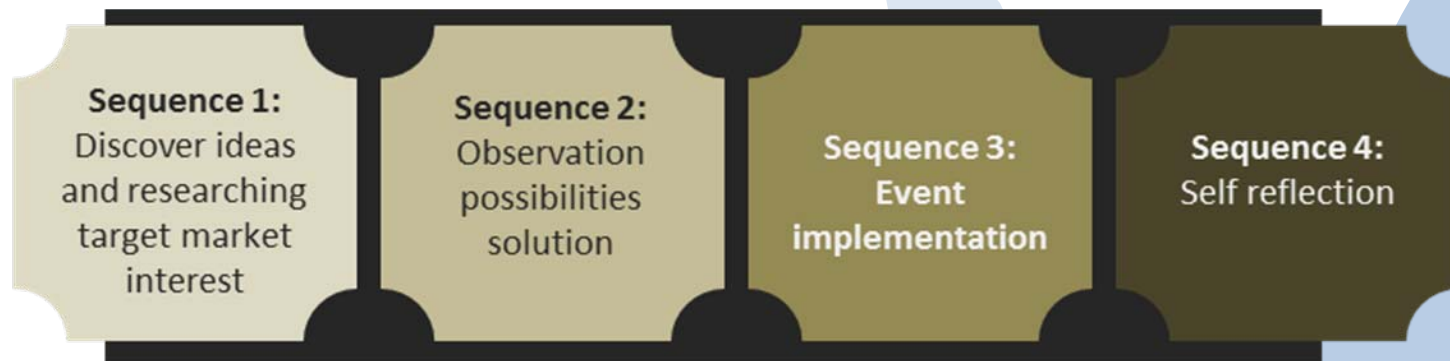 Sequence 1:
Discover ideas
and researching
target market
interest
Sequence 2:
Observation
possibilities
solution
Sequence 3:
Event
implementation
Sequence 4:
Self reflection